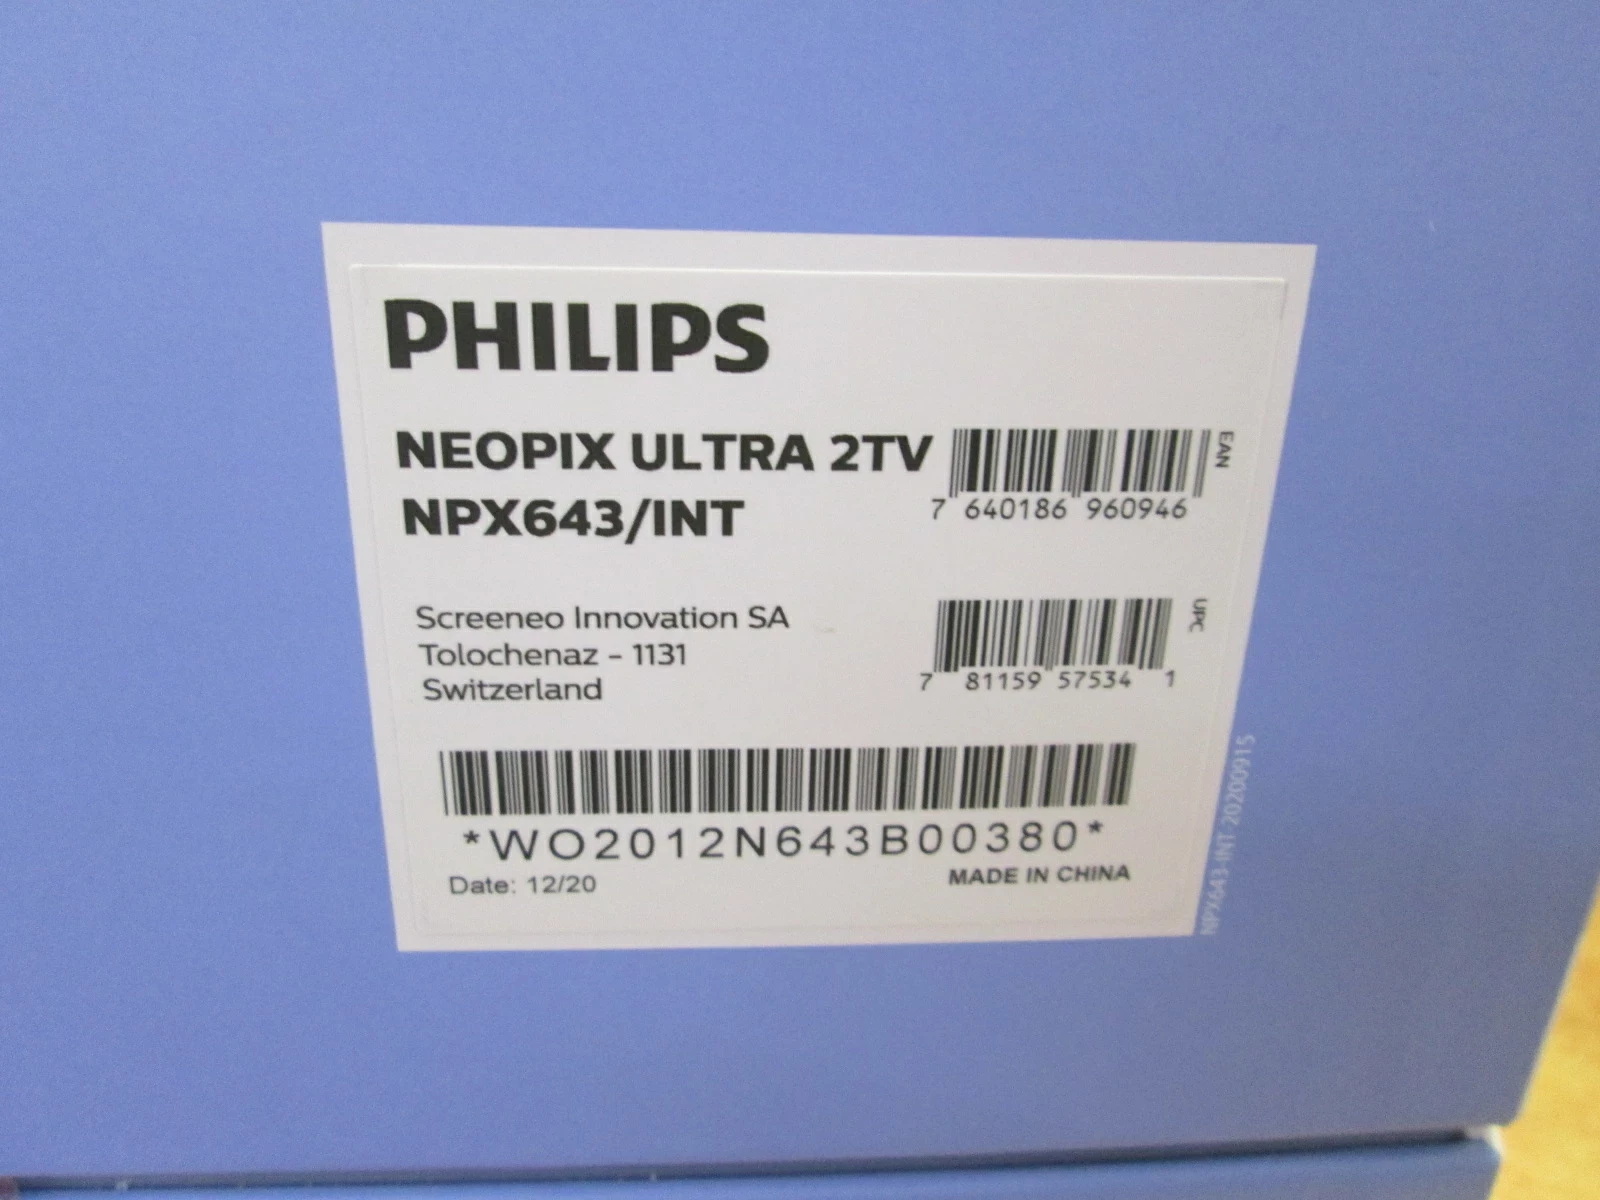 PHILIPS
NEOPIX ULTRA 2TV
NPX643/INT
EAN
7 640186 960946
Screeneo Innovation SA
Tolochenaz - 1131
Switzerland
UPC
7 81159 57534 1
*WO2012N643B00380*
Date: 12/20
MADE IN CHINA
NPX643-INT-20200915